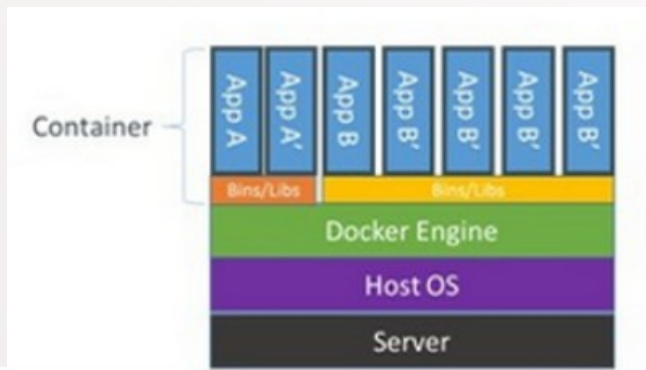 Container
App A
App A'
App B
App B'
App B'
App B'
App B'
Bins/Libs
Bins/Libs
Docker Engine
Host OS
Server